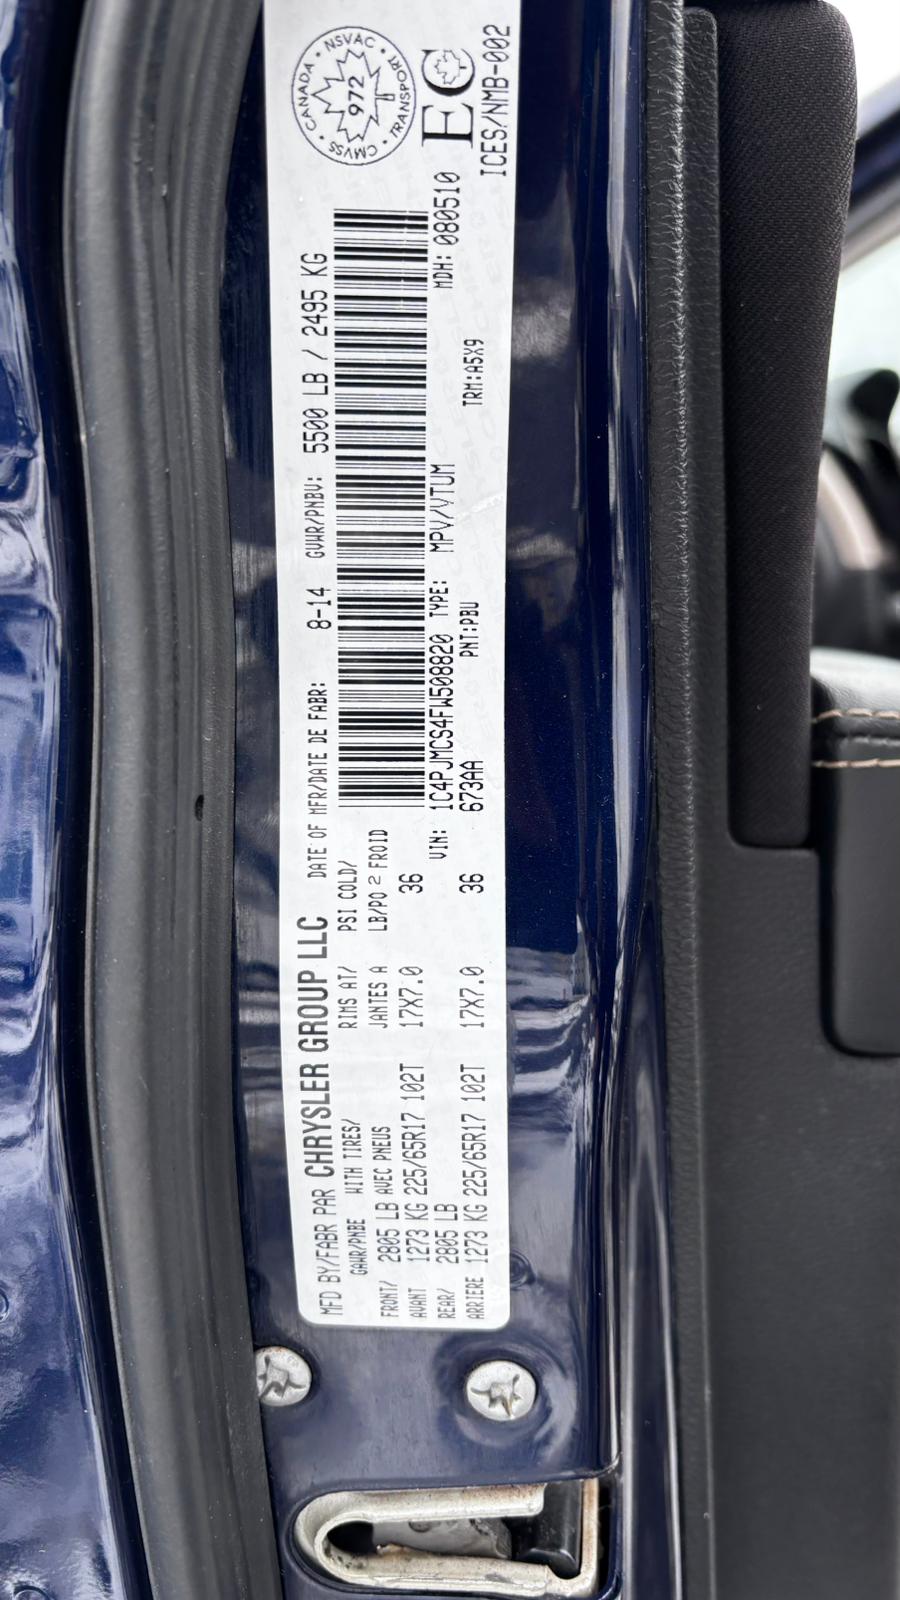 MFD BY/FABR PAR CHRYSLER GROUP LLC DATE OF MFR/DATE DE FABR: 8-14 GVWR/PNBV: 5500 LB / 2495 KG
GAWR/PNBE WITH TIRES/ RIMS AT/ PSI COLD/
FRONT/ 2805 LB AVEC PNEUS JANTES A LB/PO 2 FROID
AVANT 1273 KG 225/65R17 102T 17X7.0 36
REAR/ 2805 LB
ARRIERE 1273 KG 225/65R17 102T 17X7.0 36
VIN: 1C4PJMCS4FW508820 TYPE: MPV/VTUM MDH: 080510
673AA PNT:PBU TRM:A5X9
CANADA • NSVAC • TRANSPORT • CMVSS •
972
EC
ICES/NMB-002